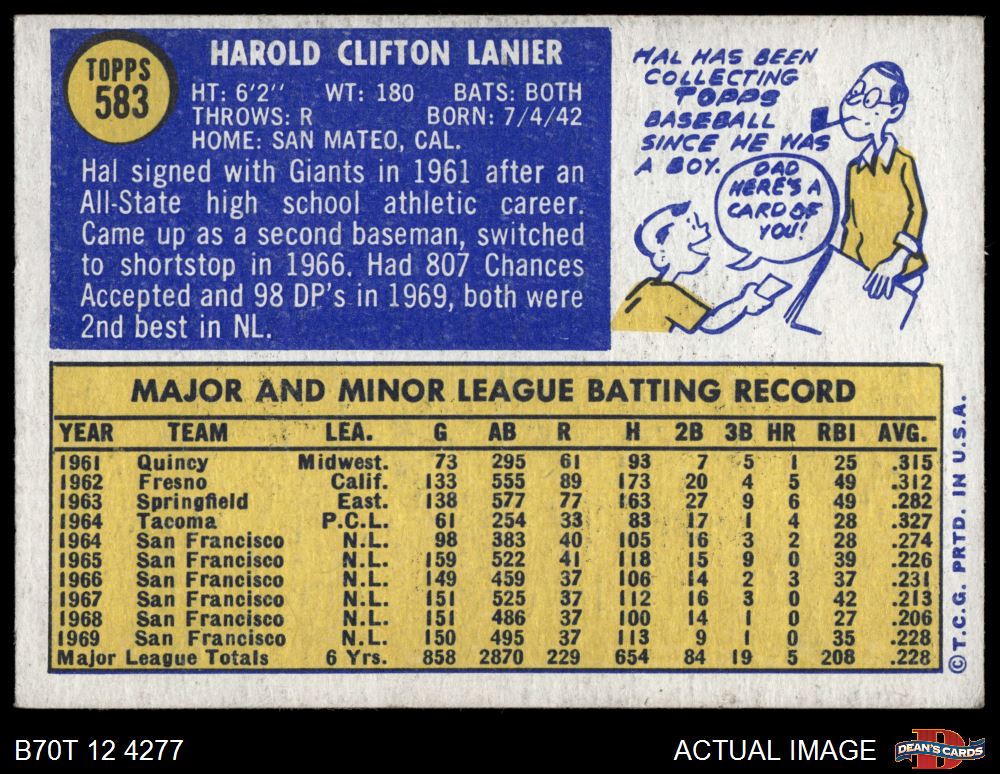 TOPPS
583
HAROLD CLIFTON LANIER
HT: 6'2" WT: 180 BATS: BOTH
THROWS: R BORN: 7/4/42
HOME: SAN MATEO, CAL.
Hal signed with Giants in 1961 after an
All-State high school athletic career.
Came up as a second baseman, switched
to shortstop in 1966. Had 807 Chances
Accepted and 98 DP's in 1969, both were
2nd best in NL.
HAL HAS BEEN
COLLECTING
TOPPS
BASEBALL
SINCE HE WAS
A BOY.
DAD
HERE'S A
CARD OF
YOU!
MAJOR AND MINOR LEAGUE BATTING RECORD
YEAR TEAM LEA. G AB R H 2B 3B HR RBI AVG.
1961 Quincy Midwest. 73 295 61 93 7 5 1 25 .315
1962 Fresno Calif. 133 555 89 173 20 4 5 49 .312
1963 Springfield East. 138 577 77 163 27 9 6 49 .282
1964 Tacoma P.C.L. 61 254 33 83 17 1 4 28 .327
1964 San Francisco N.L. 98 383 40 105 16 3 2 28 .274
1965 San Francisco N.L. 159 522 41 118 15 9 0 39 .226
1966 San Francisco N.L. 149 459 37 106 14 2 3 37 .231
1967 San Francisco N.L. 151 525 37 112 16 3 0 42 .213
1968 San Francisco N.L. 151 486 37 100 14 1 0 27 .206
1969 San Francisco N.L. 150 495 37 113 9 1 0 35 .228
Major League Totals 6 Yrs. 858 2870 229 654 84 19 5 208 .228
© T.C.G. PRTD. IN U.S.A.
B70T 12 4277
ACTUAL IMAGE
D
DEAN'S CARDS